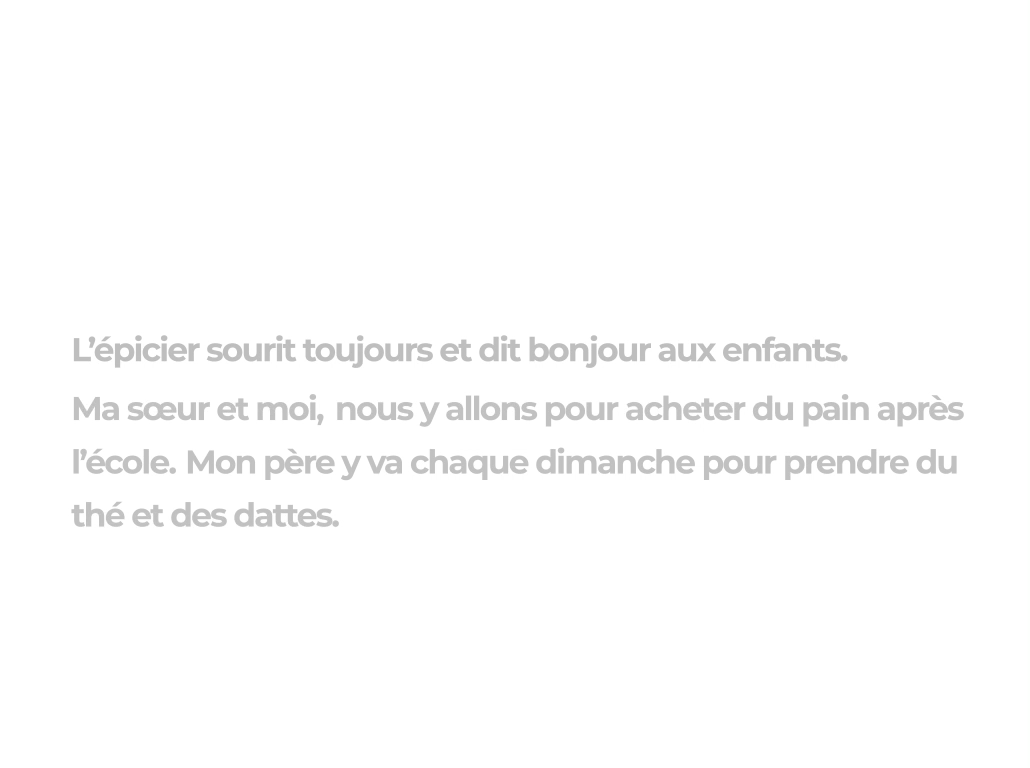 L’épicier sourit toujours et dit bonjour aux enfants.
Ma sœur et moi, nous y allons pour acheter du pain après
l’école. Mon père y va chaque dimanche pour prendre du
thé et des dattes.